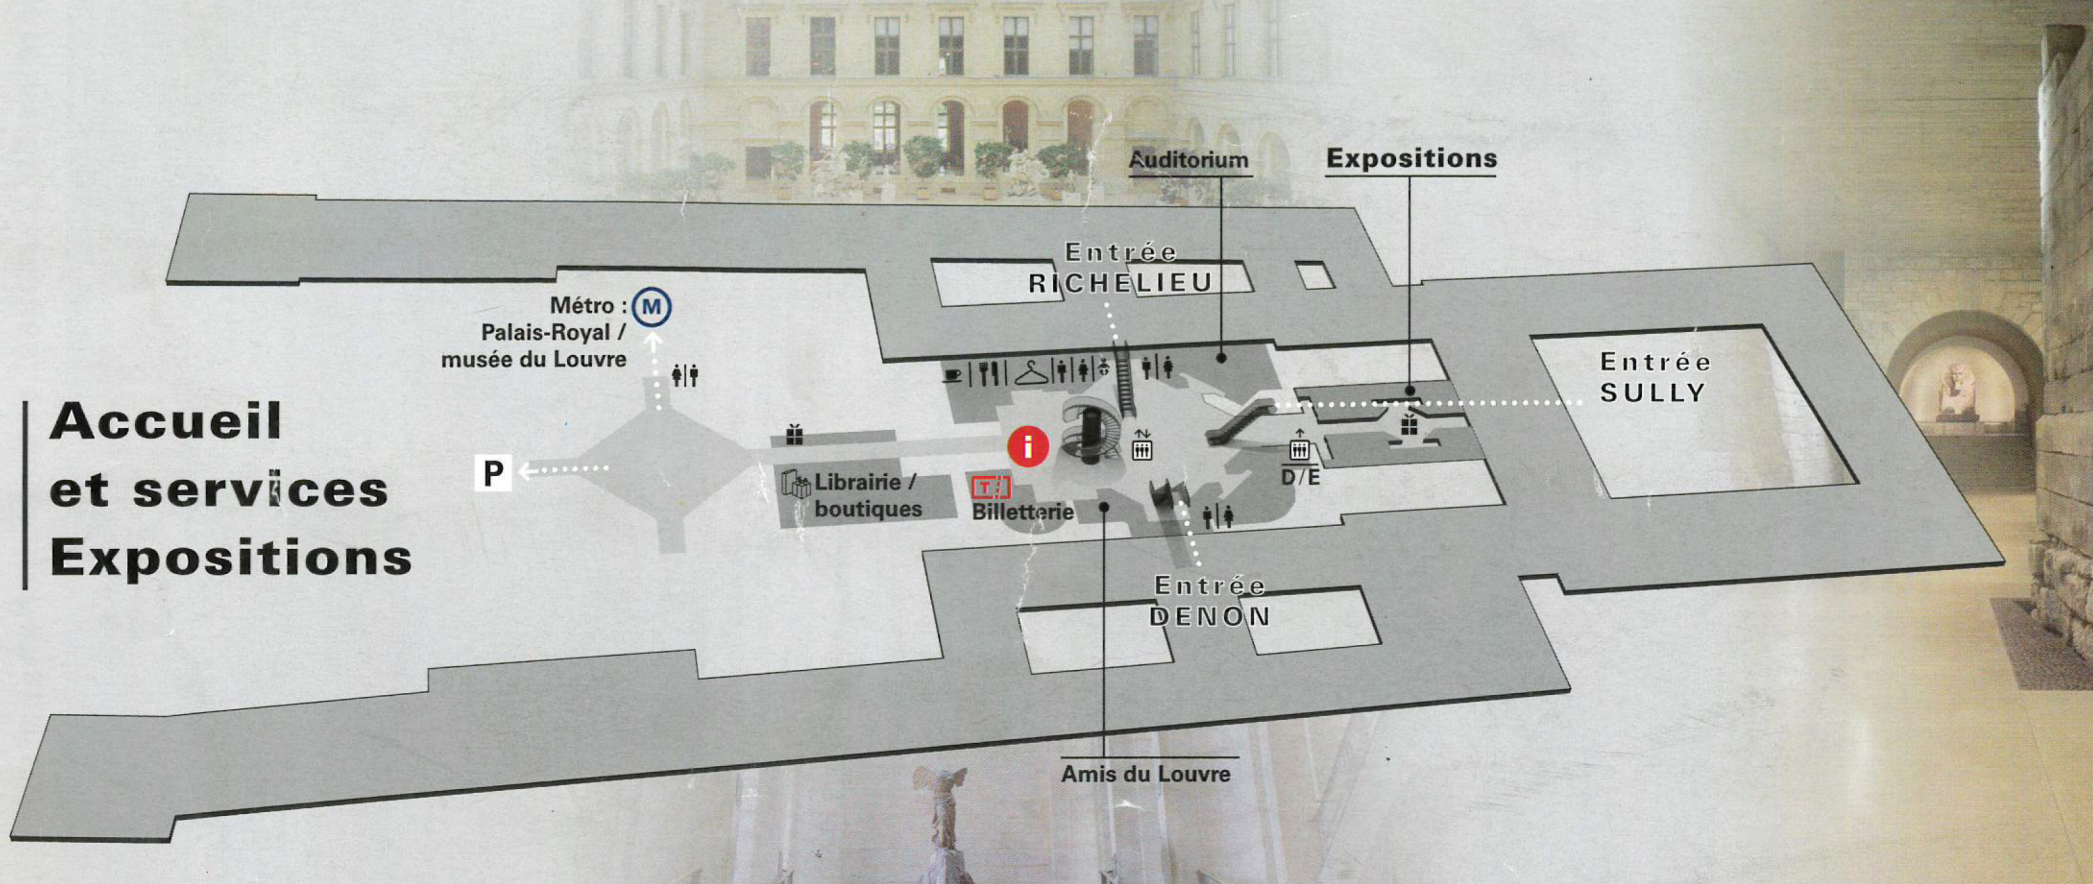 Auditorium
Expositions
Entrée
RICHELIEU
Métro : M
Palais-Royal /
musée du Louvre
Entrée
SULLY
Accueil
et services
Expositions
P
i
D/E
Librairie /
boutiques
T
Billetterie
Entrée
DENON
Amis du Louvre